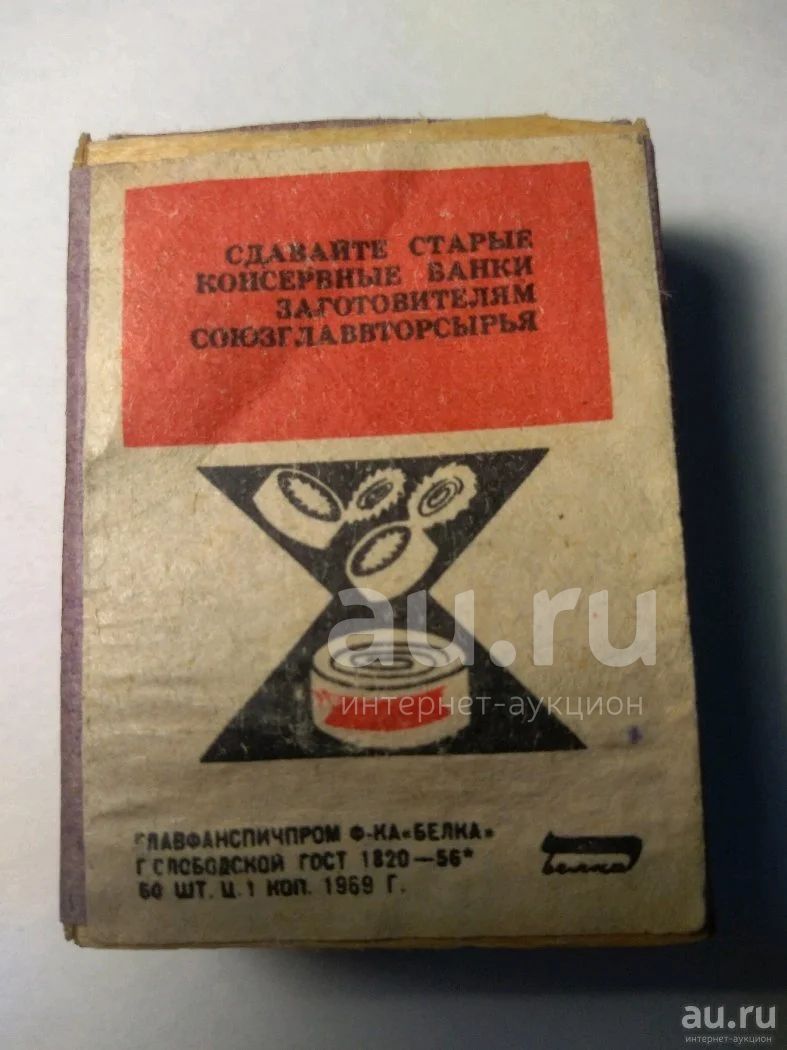 СДАВАЙТЕ СТАРЫЕ
КОНСЕРВНЫЕ БАНКИ
ЗАГОТОВИТЕЛЯМ
СОЮЗГЛАВВТОРСЫРЬЯ
au.ru
интернет-аукцион
ГЛАВФАНСПИЧПРОМ Ф-КА «БЕЛКА»
Г СЛОБОДСКОЙ ГОСТ 1820—56*
60 ШТ. Ц. 1 КОП. 1969 Г.
белка
au.ru
интернет-аукцион